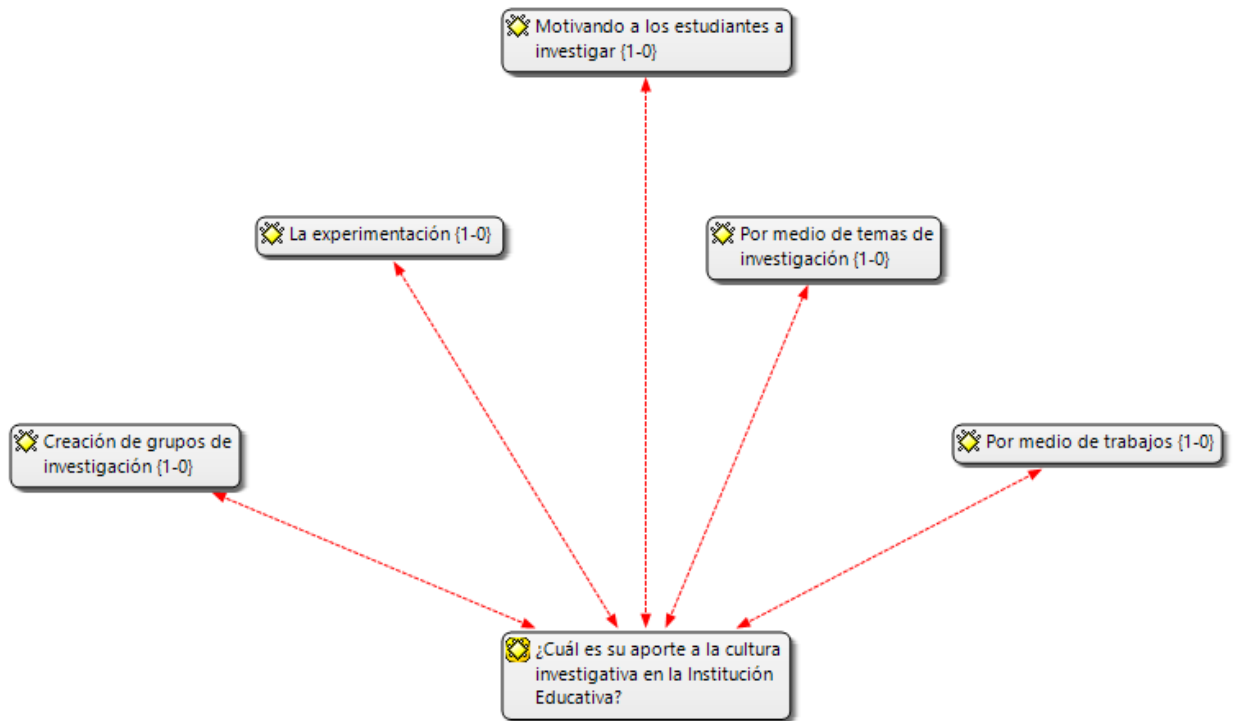 Motivando a los estudiantes a
investigar {1-0}
La experimentación {1-0}
Por medio de temas de
investigación {1-0}
Creación de grupos de
investigación {1-0}
Por medio de trabajos {1-0}
¿Cuál es su aporte a la cultura
investigativa en la Institución
Educativa?